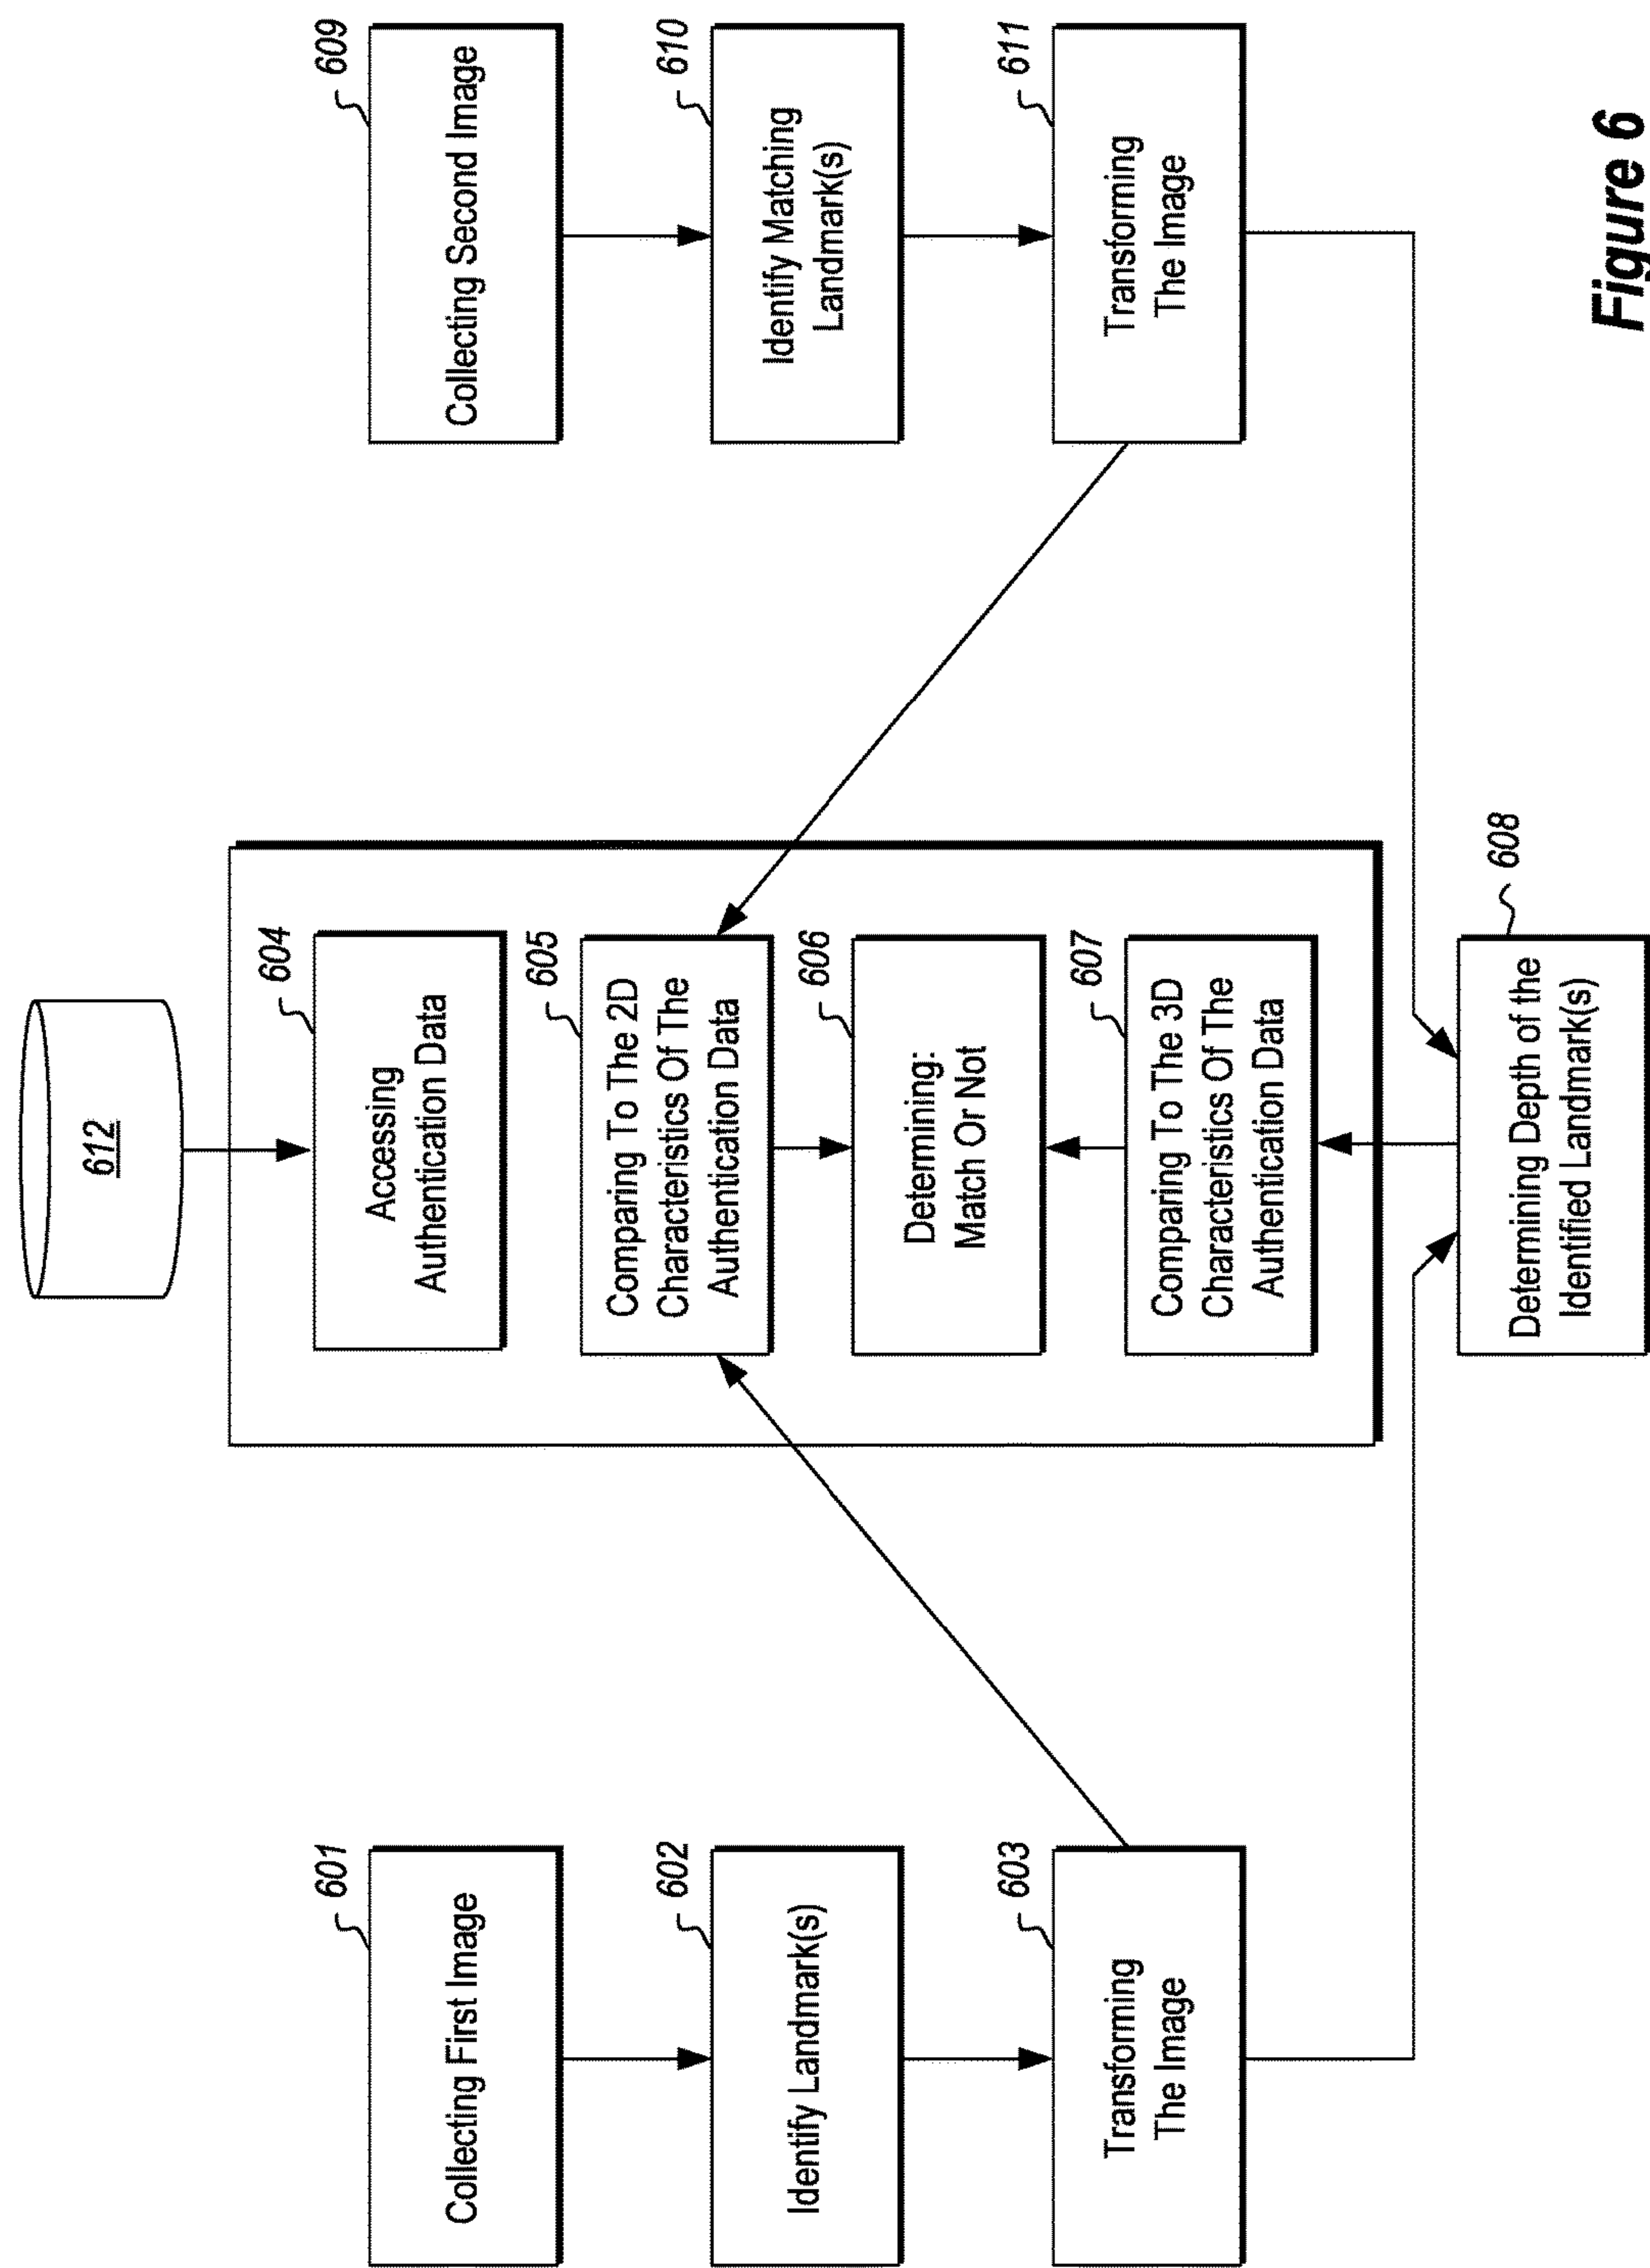 601
Collecting First Image
602
Identify Landmark(s)
603
Transforming
The Image
612
604
Accessing
Authentication Data
605
Comparing To The 2D
Characteristics Of The
Authentication Data
606
Determining:
Match Or Not
607
Comparing To The 3D
Characteristics Of The
Authentication Data
608
Determining Depth of the
Identified Landmark(s)
609
Collecting Second Image
610
Identify Matching
Landmark(s)
611
Transforming
The Image
Figure 6